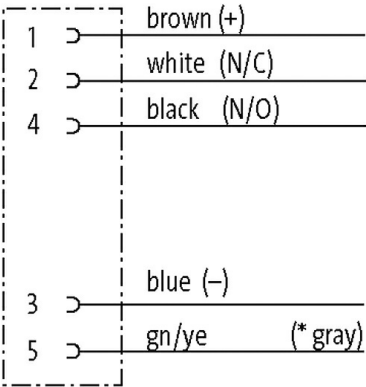 1 brown (+)
2 white (N/C)
4 black (N/O)
3 blue (–)
5 gn/ye (* gray)